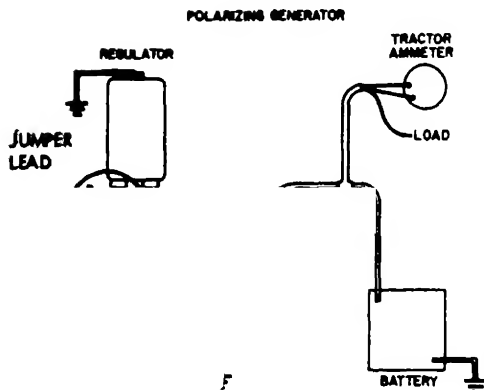 POLARIZING GENERATOR
REGULATOR
TRACTOR
AMMETER
JUMPER
LEAD
LOAD
BATTERY
F